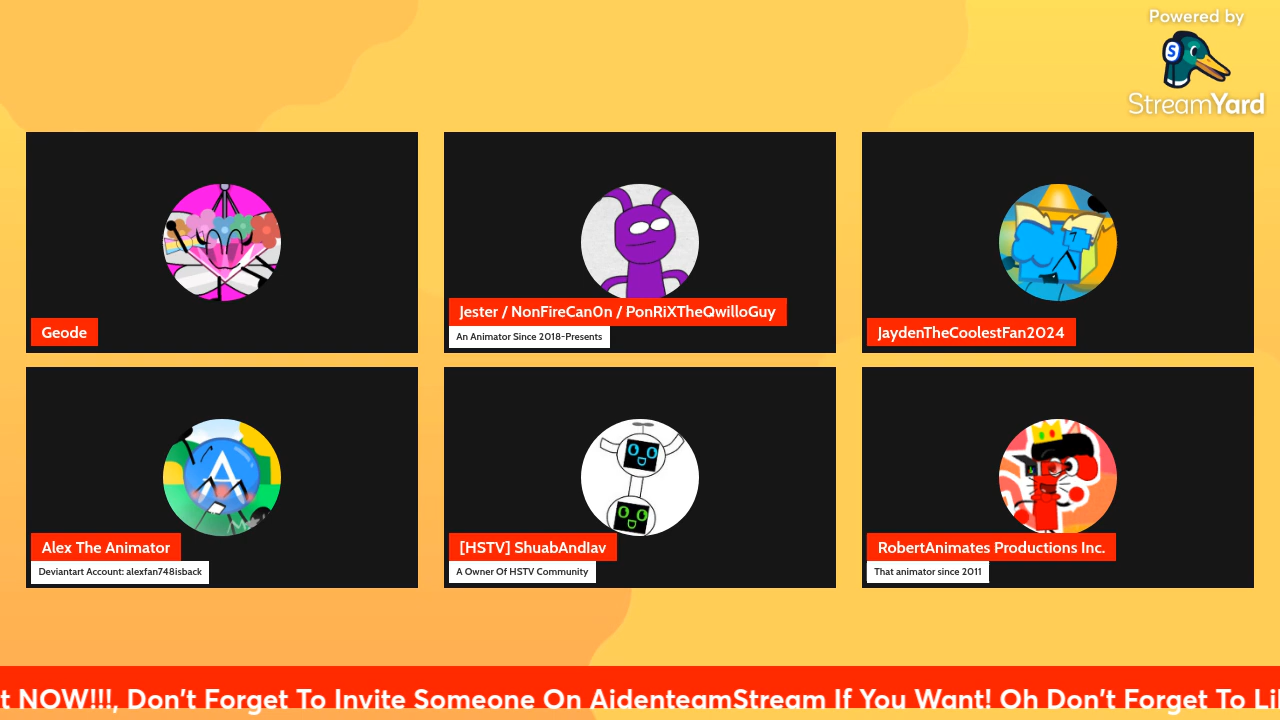 Powered by
StreamYard
Geode
Jester / NonFireCan0n / PonRiXTheQwilloGuy
An Animator Since 2018-Presents
JaydenTheCoolestFan2024
Alex The Animator
Deviantart Account: alexfan748isback
[HSTV] ShuabAndIav
A Owner Of HSTV Community
RobertAnimates Productions Inc.
That animator since 2011
t NOW!!!, Don't Forget To Invite Someone On AidenteamStream If You Want! Oh Don't Forget To Li